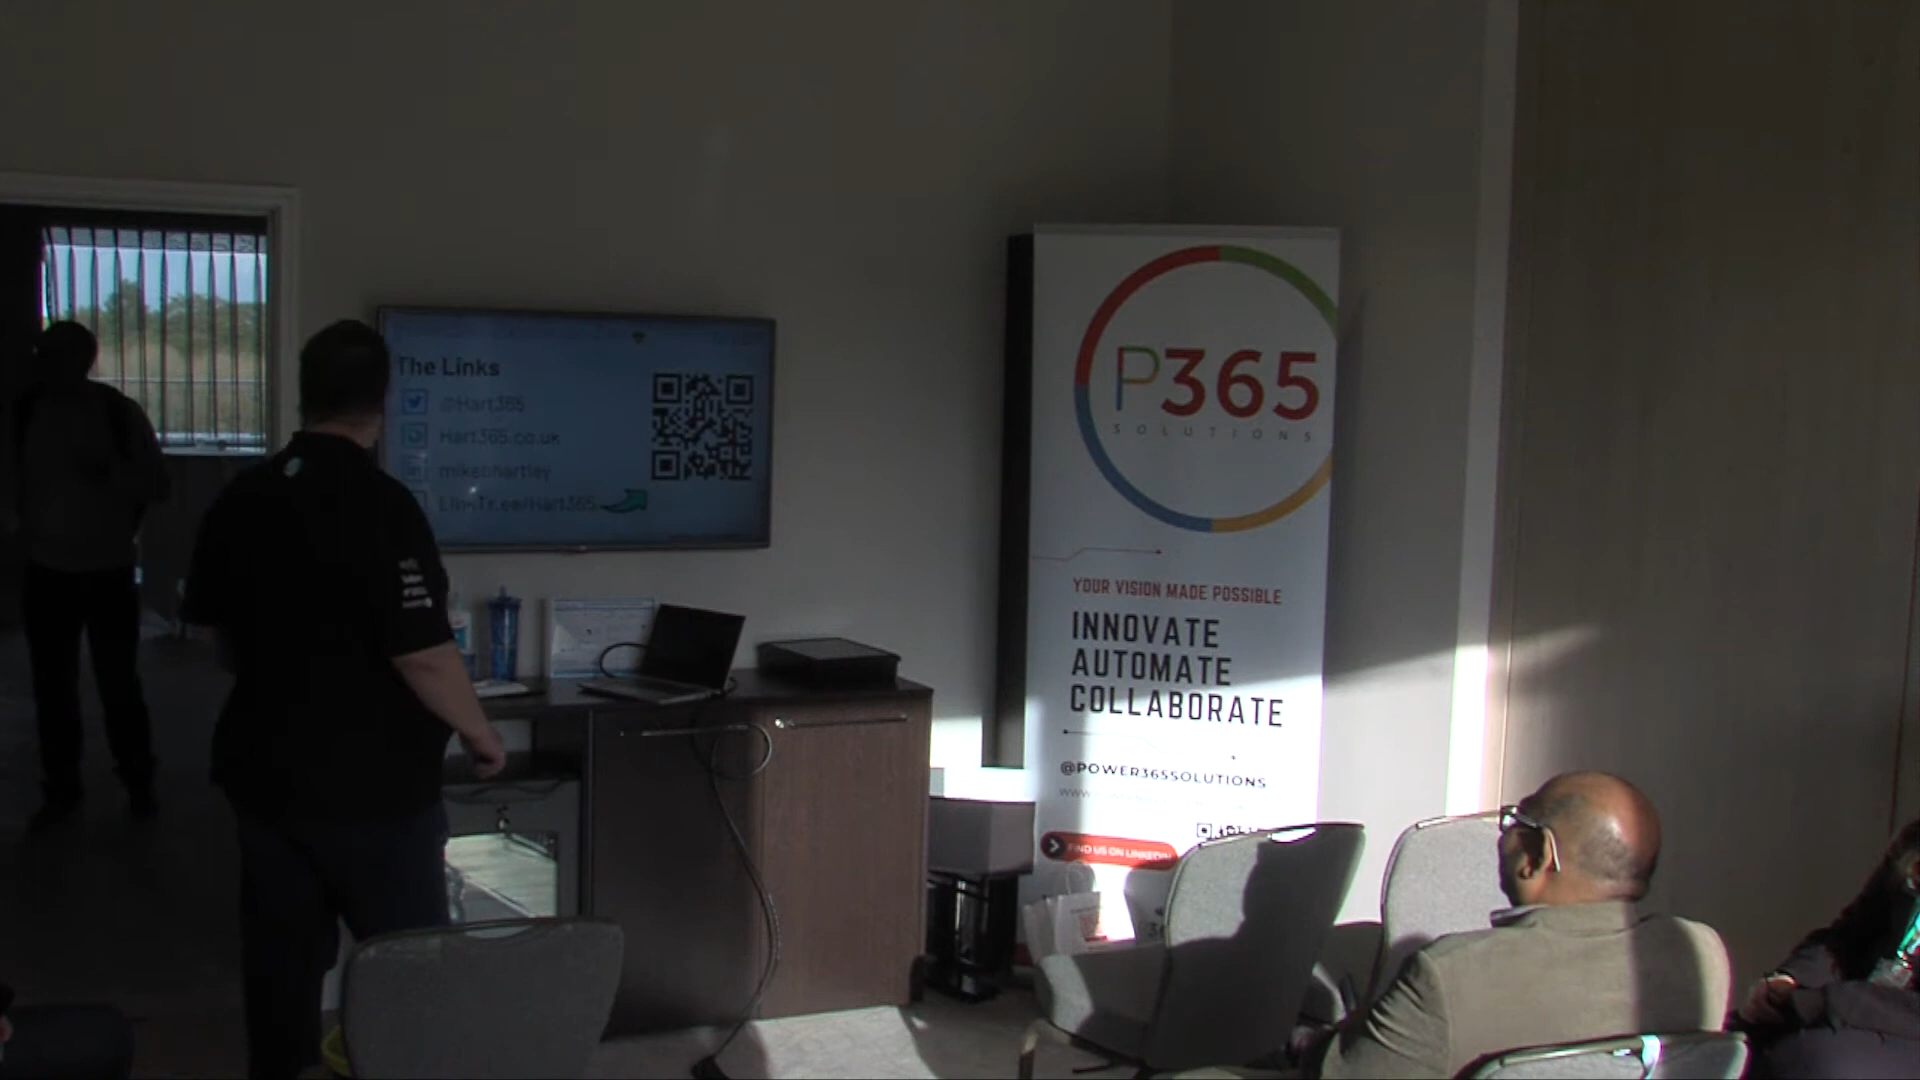 The Links
@Hart365
Hart365.co.uk
mikechartley
LinkTr.ee/Hart365
P365
SOLUTIONS
YOUR VISION MADE POSSIBLE
INNOVATE
AUTOMATE
COLLABORATE
@POWER365SOLUTIONS
FIND US ON LINKEDIN